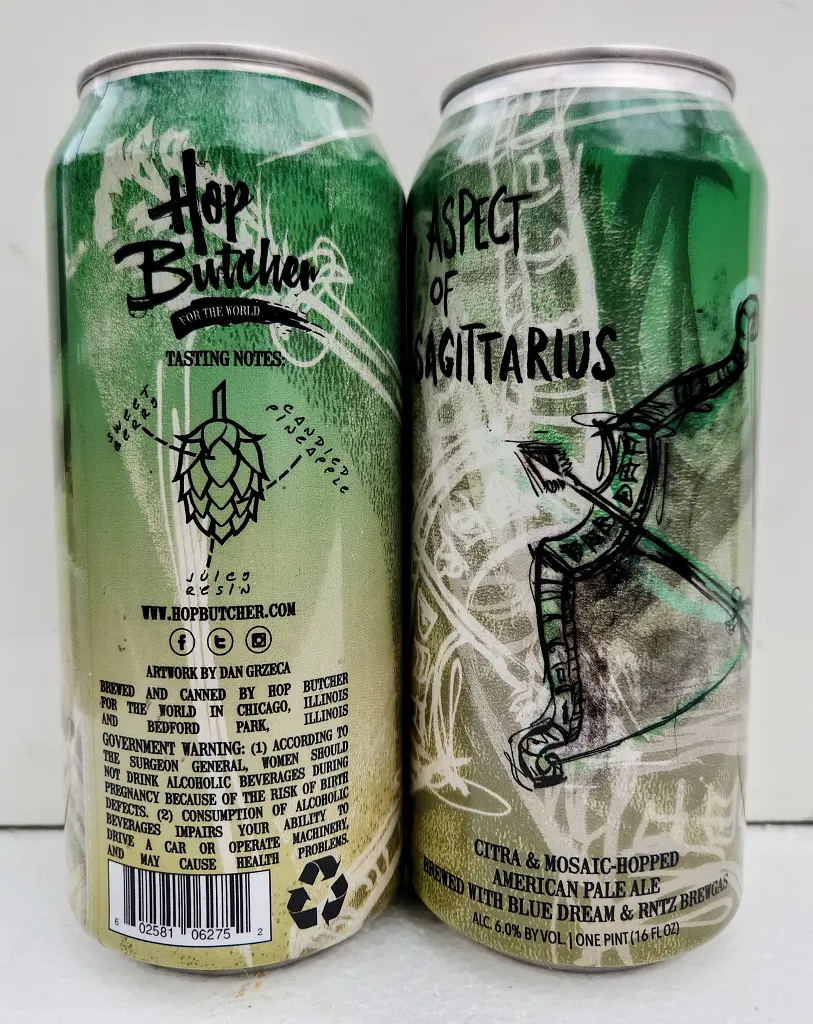 Hop
Butcher
FOR THE WORLD
TASTING NOTES:
SWEET
BERRY
CANDIED
PINEAPPLE
JUICY
RESIN
WWW.HOPBUTCHER.COM
ARTWORK BY DAN GRZECA
BREWED AND CANNED BY HOP BUTCHER
FOR THE WORLD IN CHICAGO, ILLINOIS
AND BEDFORD PARK, ILLINOIS
GOVERNMENT WARNING: (1) ACCORDING TO
THE SURGEON GENERAL, WOMEN SHOULD
NOT DRINK ALCOHOLIC BEVERAGES DURING
PREGNANCY BECAUSE OF THE RISK OF BIRTH
DEFECTS. (2) CONSUMPTION OF ALCOHOLIC
BEVERAGES IMPAIRS YOUR ABILITY TO
DRIVE A CAR OR OPERATE MACHINERY,
AND MAY CAUSE HEALTH PROBLEMS.
6 02581 06275 2
ASPECT
OF
SAGITTARIUS
CITRA & MOSAIC-HOPPED
AMERICAN PALE ALE
BREWED WITH BLUE DREAM & RNTZ BREWGAS
ALC. 6.0% BY VOL. | ONE PINT (16 FL OZ)